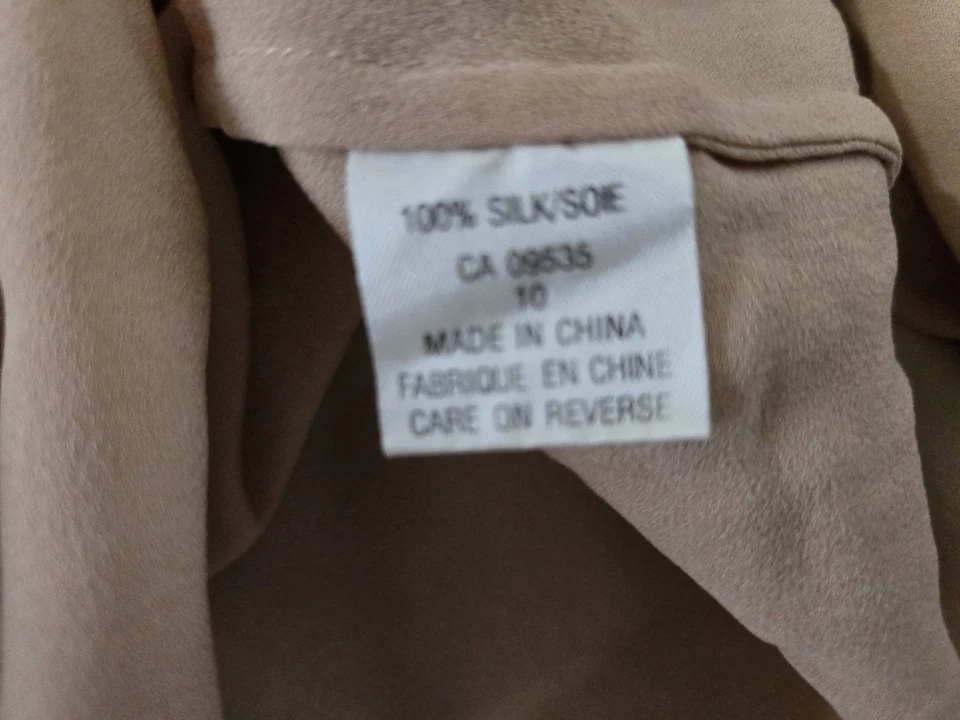 100% SILK/SOIE
CA 09535
10
MADE IN CHINA
FABRIQUE EN CHINE
CARE ON REVERSE